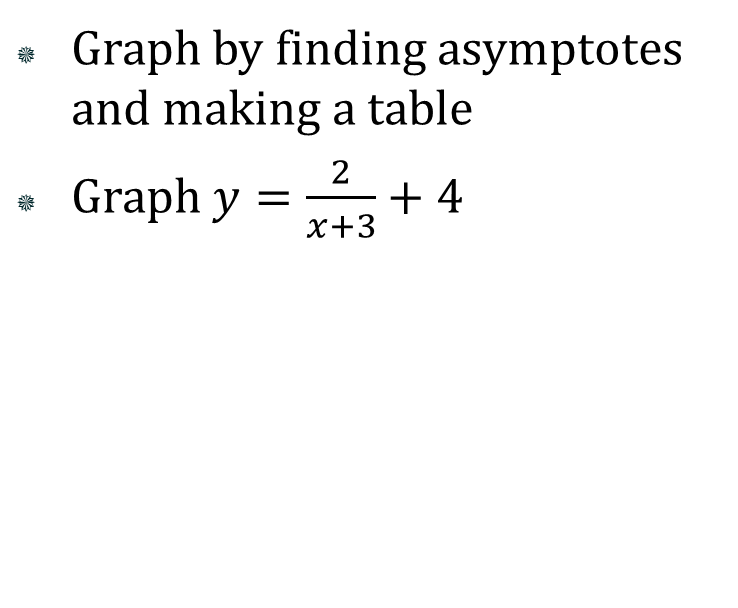 Graph by finding asymptotes
and making a table
Graph y = 2/(x+3) + 4